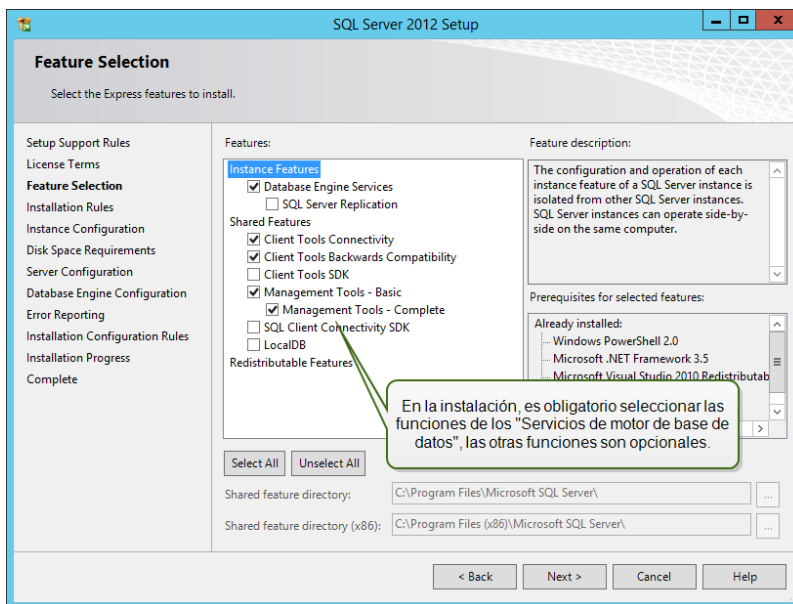 SQL Server 2012 Setup
Feature Selection
Select the Express features to install.
Setup Support Rules
License Terms
Feature Selection
Installation Rules
Instance Configuration
Disk Space Requirements
Server Configuration
Database Engine Configuration
Error Reporting
Installation Configuration Rules
Installation Progress
Complete
Features:
Instance Features
Database Engine Services
SQL Server Replication
Shared Features
Client Tools Connectivity
Client Tools Backwards Compatibility
Client Tools SDK
Management Tools - Basic
Management Tools - Complete
SQL Client Connectivity SDK
LocalDB
Redistributable Features
Feature description:
The configuration and operation of each
instance feature of a SQL Server instance is
isolated from other SQL Server instances.
SQL Server instances can operate side-by-
side on the same computer.
Prerequisites for selected features:
Already installed:
Windows PowerShell 2.0
Microsoft .NET Framework 3.5
Microsoft Visual Studio 2010 Redistributab
En la instalación, es obligatorio seleccionar las
funciones de los "Servicios de motor de base de
datos", las otras funciones son opcionales.
Select All
Unselect All
Shared feature directory:
C:\Program Files\Microsoft SQL Server\
...
Shared feature directory (x86):
C:\Program Files (x86)\Microsoft SQL Server\
...
< Back
Next >
Cancel
Help